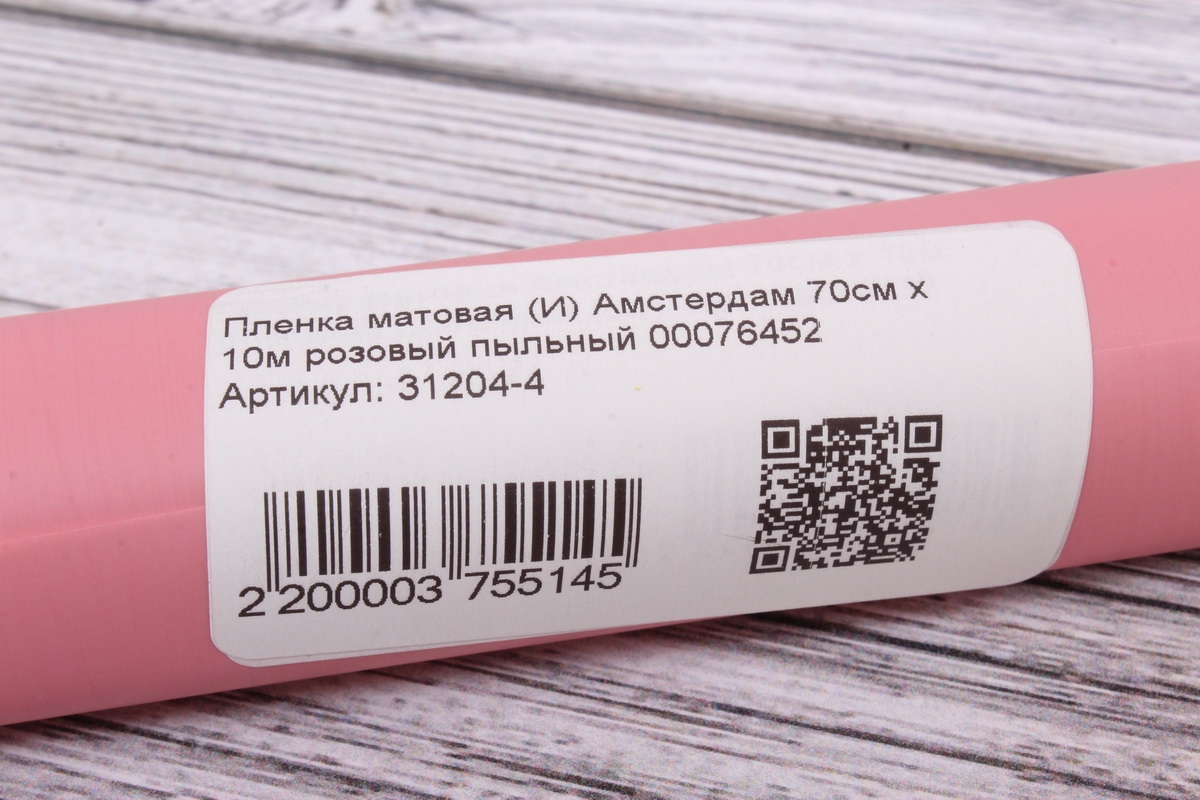 Пленка матовая (И) Амстердам 70см х
10м розовый пыльный 00076452
Артикул: 31204-4
2 200003 755145